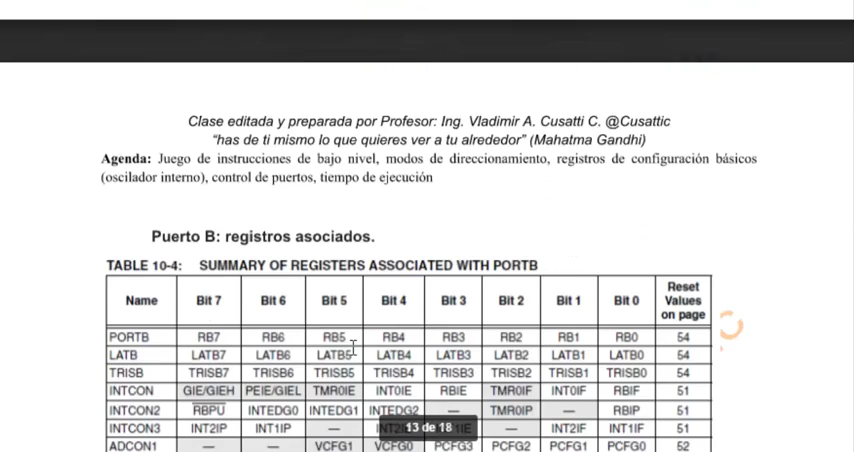 Clase editada y preparada por Profesor: Ing. Vladimir A. Cusatti C. @Cusattic
“has de ti mismo lo que quieres ver a tu alrededor” (Mahatma Gandhi)
Agenda: Juego de instrucciones de bajo nivel, modos de direccionamiento, registros de configuración básicos
(oscilador interno), control de puertos, tiempo de ejecución
Puerto B: registros asociados.
TABLE 10-4: SUMMARY OF REGISTERS ASSOCIATED WITH PORTB
Name Bit 7 Bit 6 Bit 5 Bit 4 Bit 3 Bit 2 Bit 1 Bit 0 Reset Values on page
PORTB RB7 RB6 RB5 RB4 RB3 RB2 RB1 RB0 54
LATB LATB7 LATB6 LATB5 LATB4 LATB3 LATB2 LATB1 LATB0 54
TRISB TRISB7 TRISB6 TRISB5 TRISB4 TRISB3 TRISB2 TRISB1 TRISB0 54
INTCON GIE/GIEH PEIE/GIEL TMR0IE INT0IE RBIE TMR0IF INT0IF RBIF 51
INTCON2 RBPU INTEDG0 INTEDG1 INTEDG2 — TMR0IP — RBIP 51
INTCON3 INT2IP INT1IP — — INT2IF INT1IF 51
13 de 18
ADCON1 — — VCFG1 VCFG0 PCFG3 PCFG2 PCFG1 PCFG0 52